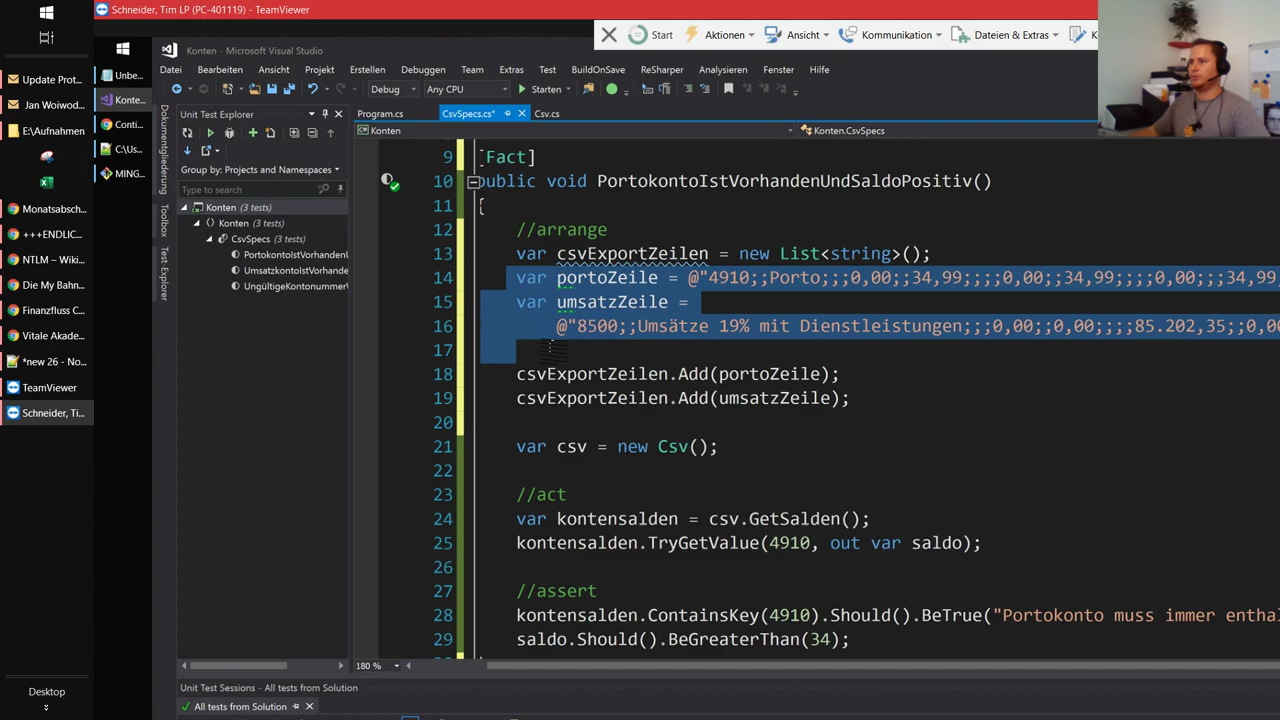 Schneider, Tim LP (PC-401119) - TeamViewer
Start
Aktionen
Ansicht
Kommunikation
Dateien & Extras
Konten - Microsoft Visual Studio
Datei
Bearbeiten
Ansicht
Projekt
Erstellen
Debuggen
Team
Extras
Test
BuildOnSave
ReSharper
Analysieren
Fenster
Hilfe
Debug
Any CPU
Starten
Update Prot...
Jan Woiwod...
E:\Aufnahmen
Monatsabsch...
+++ENDLIC...
NTLM – Wiki...
Die My Bahn...
Finanzfluss C...
Vitale Akade...
*new 26 - No...
TeamViewer
Schneider, Ti...
Desktop
Unbe...
Konte...
Conti...
C:\Us...
MING...
Dokumentgliederung
Toolbox
Test-Explorer
Unit Test Explorer
Group by: Projects and Namespaces
Type to search
Konten (3 tests)
Konten (3 tests)
CsvSpecs (3 tests)
PortokontoIstVorhandenU
UmsatzkontoIstVorhande
UngültigeKontonummerV
Program.cs
CsvSpecs.cs*
Csv.cs
Konten
Konten.CsvSpecs
9 [Fact]
10 public void PortokontoIstVorhandenUndSaldoPositiv()
11 {
12 //arrange
13 var csvExportZeilen = new List<string>();
14 var portoZeile = @"4910;;Porto;;;0,00;;34,99;;;;0,00;;34,99;;;;0,00;;;34,99
15 var umsatzZeile =
16 @"8500;;Umsätze 19% mit Dienstleistungen;;;0,00;;0,00;;;;85.202,35;;0,00
17
18 csvExportZeilen.Add(portoZeile);
19 csvExportZeilen.Add(umsatzZeile);
20
21 var csv = new Csv();
22
23 //act
24 var kontensalden = csv.GetSalden();
25 kontensalden.TryGetValue(4910, out var saldo);
26
27 //assert
28 kontensalden.ContainsKey(4910).Should().BeTrue("Portokonto muss immer enthal
29 saldo.Should().BeGreaterThan(34);
180 %
Unit Test Sessions - All tests from Solution
All tests from Solution